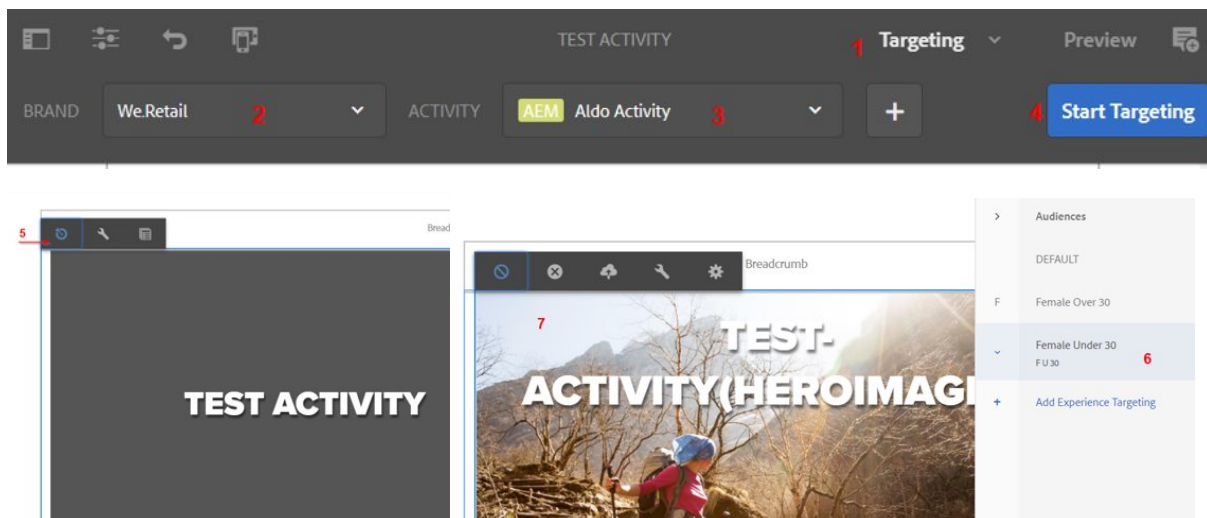 TEST ACTIVITY 1 Targeting Preview
BRAND We.Retail 2 ACTIVITY AEM Aldo Activity 3 + 4 Start Targeting
5 Bread
TEST ACTIVITY
Breadcrumb
7 TEST-
ACTIVITY(HEROIMAG
> Audiences
DEFAULT
F Female Over 30
Female Under 30
F U 30 6
+ Add Experience Targeting